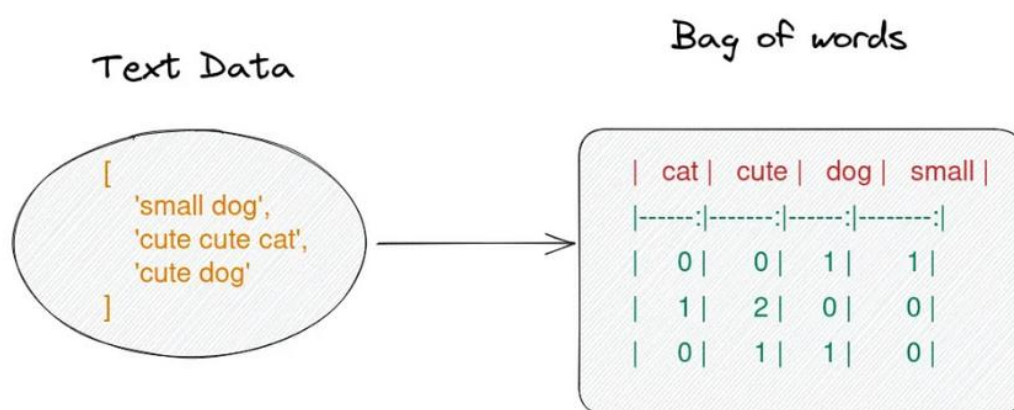 Text Data
[
'small dog',
'cute cute cat',
'cute dog'
]
Bag of words
| cat | cute | dog | small |
|------:|-------:|------:|--------:|
| 0 | 0 | 1 | 1 |
| 1 | 2 | 0 | 0 |
| 0 | 1 | 1 | 0 |